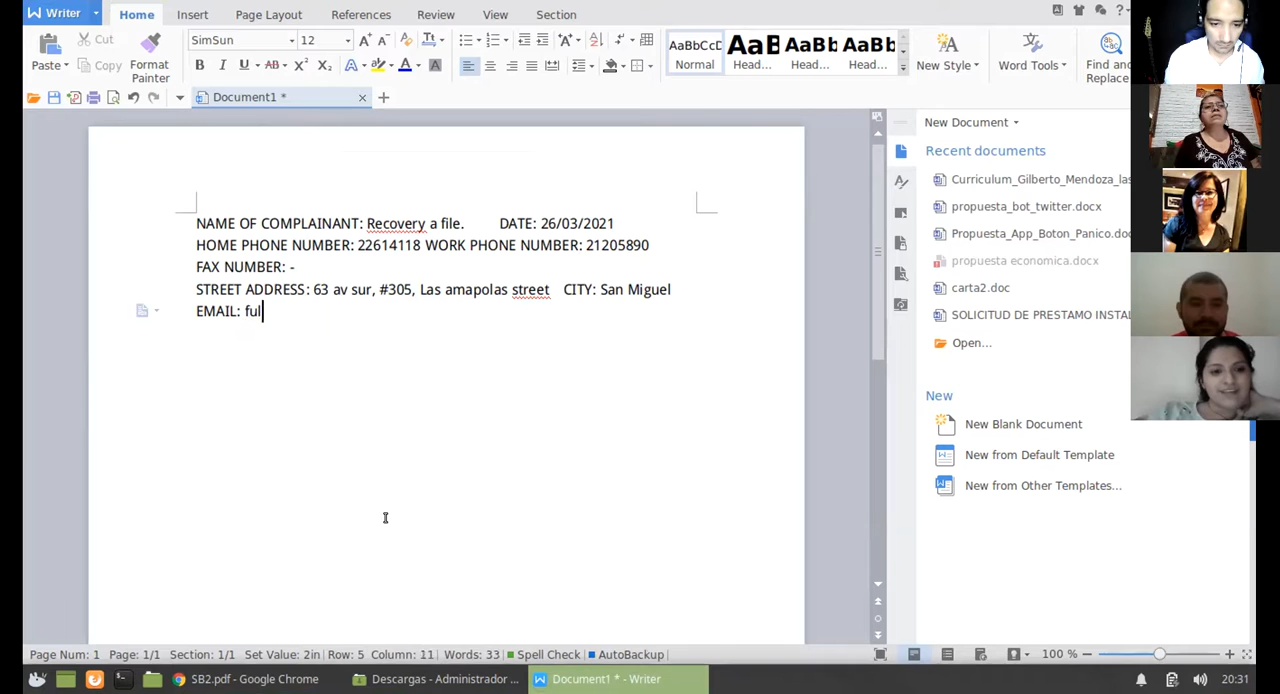 Writer
Home Insert Page Layout References Review View Section
Paste Cut Copy Format Painter
SimSun 12
AaBbCcD AaB AaBb AaBb
Normal Head... Head... Head...
New Style Word Tools Find and Replace
Document1 *
NAME OF COMPLAINANT: Recovery a file. DATE: 26/03/2021
HOME PHONE NUMBER: 22614118 WORK PHONE NUMBER: 21205890
FAX NUMBER: -
STREET ADDRESS: 63 av sur, #305, Las amapolas street CITY: San Miguel
EMAIL: ful
New Document
Recent documents
Curriculum_Gilberto_Mendoza_las
propuesta_bot_twitter.docx
Propuesta_App_Boton_Panico.doc
propuesta economica.docx
carta2.doc
SOLICITUD DE PRESTAMO INSTAL
Open...
New
New Blank Document
New from Default Template
New from Other Templates...
Page Num: 1 Page: 1/1 Section: 1/1 Set Value: 2in Row: 5 Column: 11 Words: 33 Spell Check AutoBackup 100 %
SB2.pdf - Google Chrome Descargas - Administrador ... Document1 * - Writer 20:31